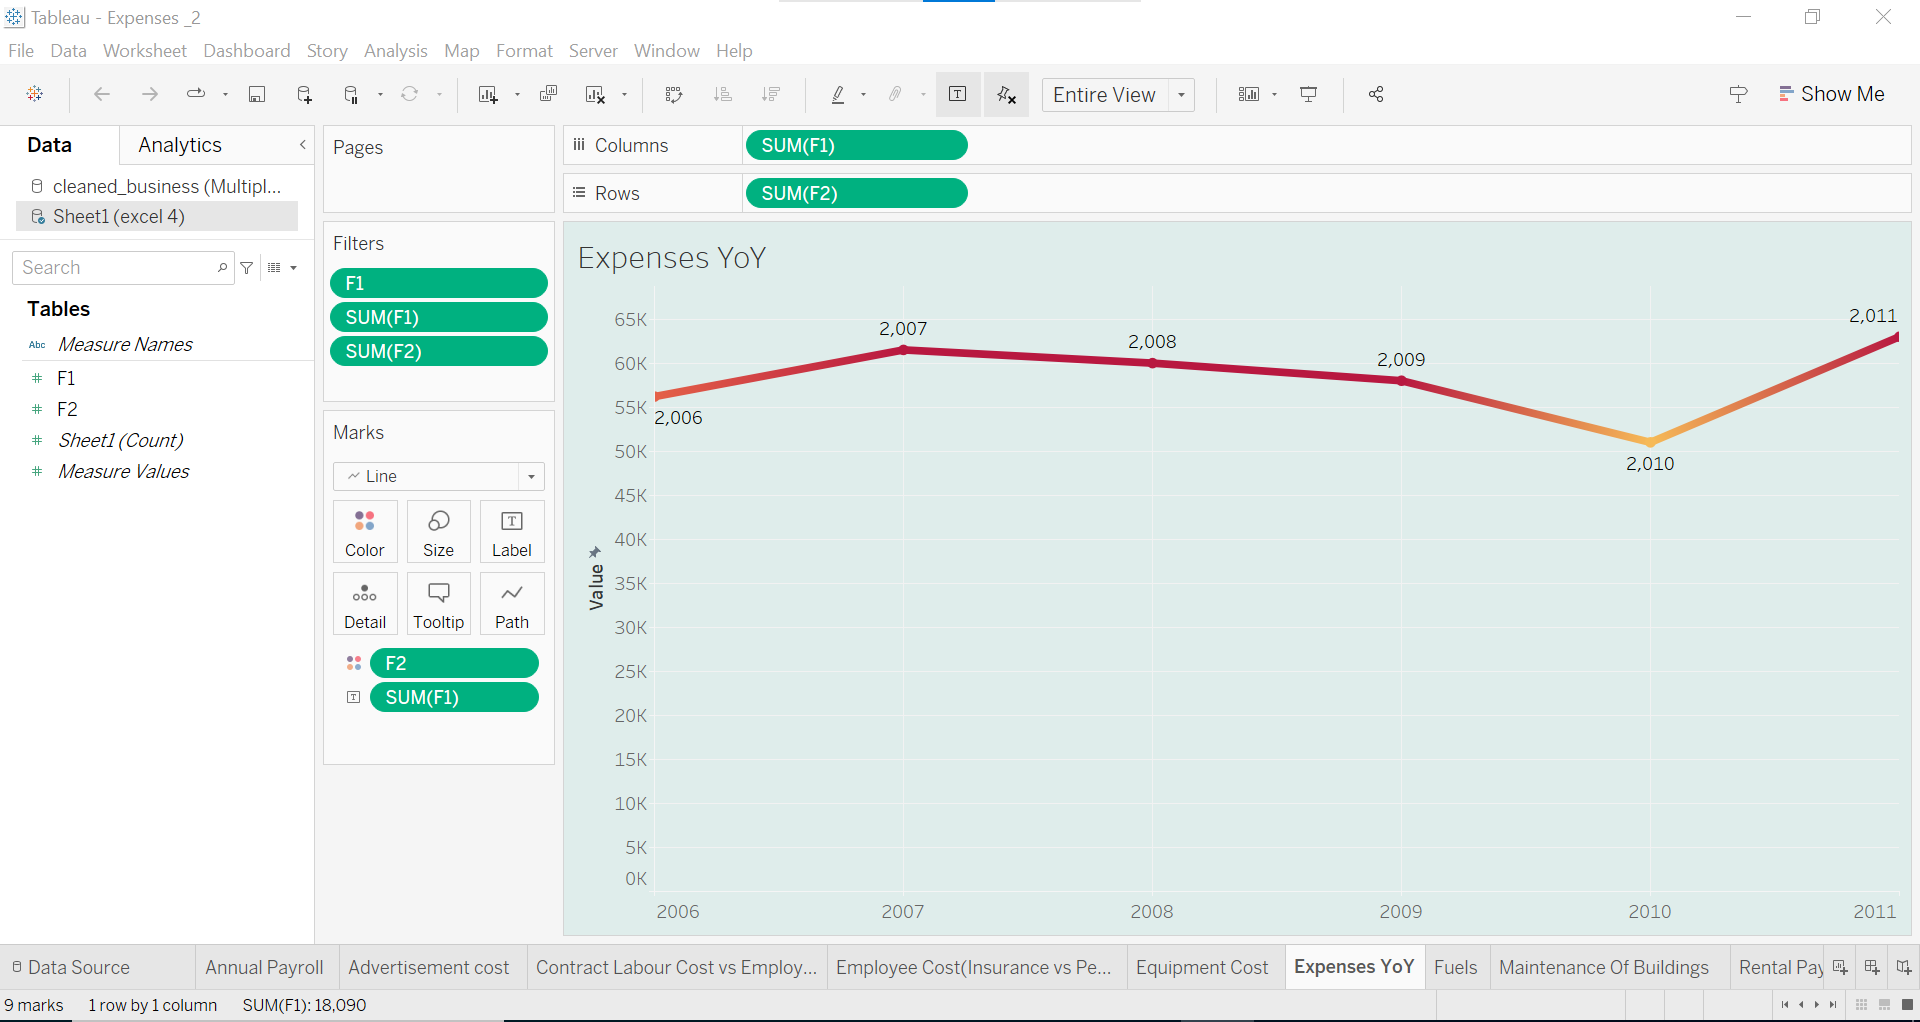 Tableau - Expenses _2
File Data Worksheet Dashboard Story Analysis Map Format Server Window Help
Entire View
Show Me
Data
Analytics
cleaned_business (Multipl...
Sheet1 (excel 4)
Search
Tables
Abc Measure Names
F1
F2
Sheet1 (Count)
Measure Values
Pages
Filters
F1
SUM(F1)
SUM(F2)
Marks
Line
Color Size Label
Detail Tooltip Path
F2
SUM(F1)
Columns SUM(F1)
Rows SUM(F2)
Expenses YoY
65K
60K
55K
50K
45K
40K
35K
30K
25K
20K
15K
10K
5K
0K
Value
2,006
2,007
2,008
2,009
2,010
2,011
2006 2007 2008 2009 2010 2011
Data Source Annual Payroll Advertisement cost Contract Labour Cost vs Employ... Employee Cost(Insurance vs Pe... Equipment Cost Expenses YoY Fuels Maintenance Of Buildings Rental Pay
9 marks 1 row by 1 column SUM(F1): 18,090